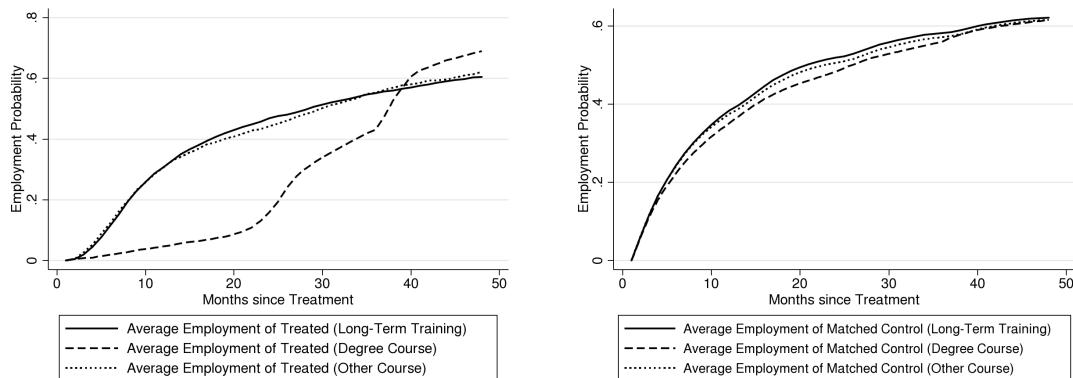 Employment Probability
.8
.6
.4
.2
0
0 10 20 30 40 50
Months since Treatment
Average Employment of Treated (Long-Term Training)
Average Employment of Treated (Degree Course)
Average Employment of Treated (Other Course)
Employment Probability
.6
.4
.2
0
0 10 20 30 40 50
Months since Treatment
Average Employment of Matched Control (Long-Term Training)
Average Employment of Matched Control (Degree Course)
Average Employment of Matched Control (Other Course)